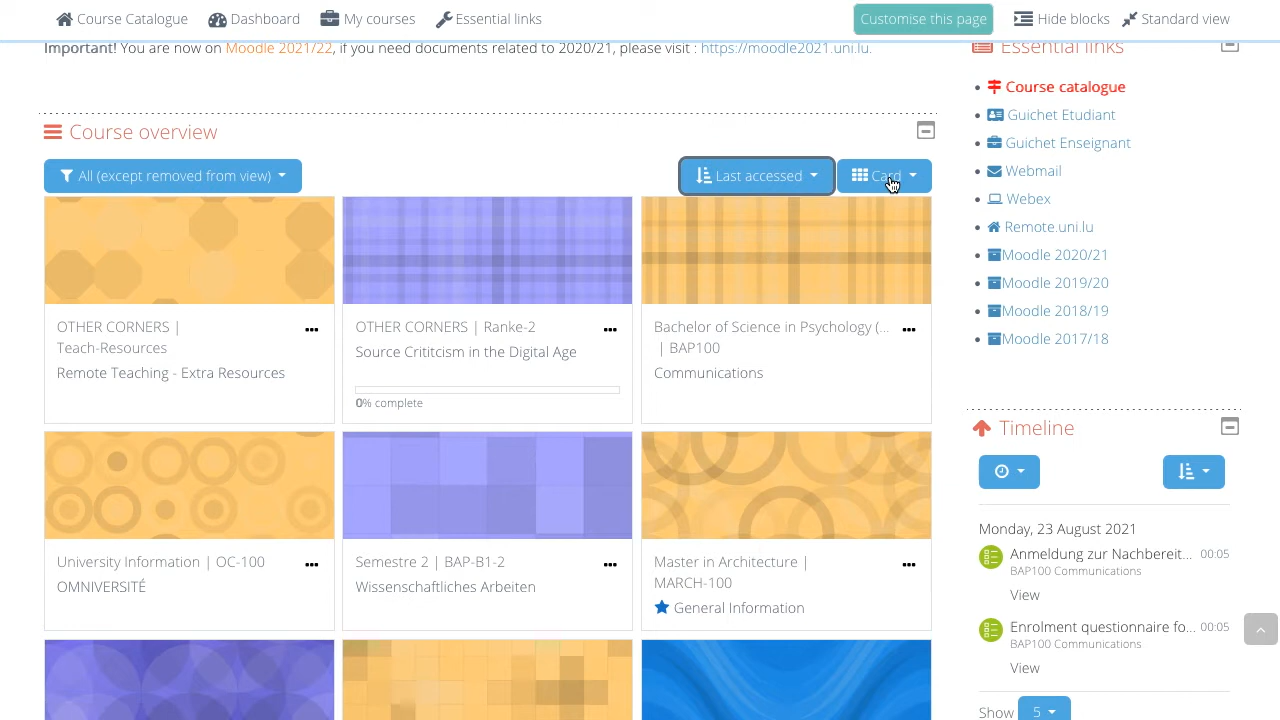 Course Catalogue Dashboard My courses Essential links Customise this page Hide blocks Standard view
Important! You are now on Moodle 2021/22, if you need documents related to 2020/21, please visit : https://moodle2021.uni.lu.
Course overview
All (except removed from view) Last accessed Card
OTHER CORNERS |
Teach-Resources
Remote Teaching - Extra Resources
OTHER CORNERS | Ranke-2
Source Crititcism in the Digital Age
0% complete
Bachelor of Science in Psychology (...
| BAP100
Communications
University Information | OC-100
OMNIVERSITÉ
Semestre 2 | BAP-B1-2
Wissenschaftliches Arbeiten
Master in Architecture |
MARCH-100
General Information
Essential links
Course catalogue
Guichet Etudiant
Guichet Enseignant
Webmail
Webex
Remote.uni.lu
Moodle 2020/21
Moodle 2019/20
Moodle 2018/19
Moodle 2017/18
Timeline
Monday, 23 August 2021
Anmeldung zur Nachbereit... 00:05
BAP100 Communications
View
Enrolment questionnaire fo... 00:05
BAP100 Communications
View
Show 5